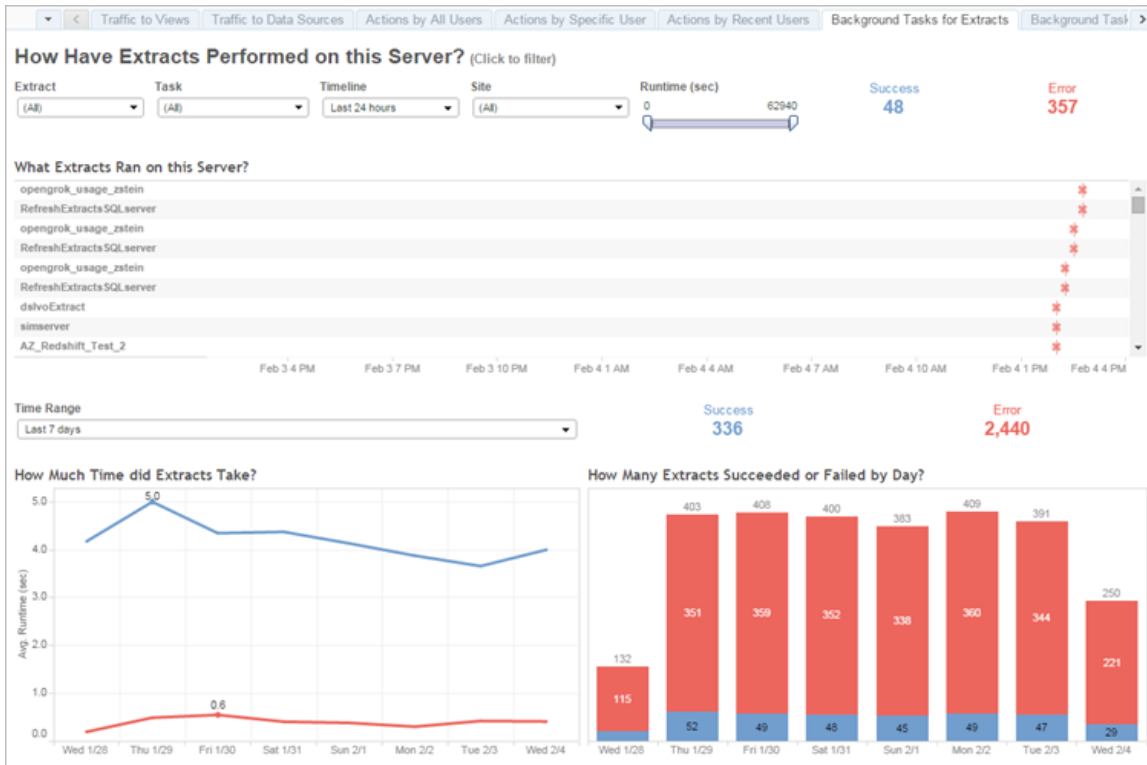 Traffic to Views Traffic to Data Sources Actions by All Users Actions by Specific User Actions by Recent Users Background Tasks for Extracts Background Task
How Have Extracts Performed on this Server? (Click to filter)
Extract Task Timeline Site Runtime (sec) Success Error
(All) (All) Last 24 hours (All) 0 62940 48 357
What Extracts Ran on this Server?
opengrok_usage_zstein
RefreshExtractsSQLserver
opengrok_usage_zstein
RefreshExtractsSQLserver
opengrok_usage_zstein
RefreshExtractsSQLserver
dslvoExtract
simserver
AZ_Redshift_Test_2
Feb 3 4 PM Feb 3 7 PM Feb 3 10 PM Feb 4 1 AM Feb 4 4 AM Feb 4 7 AM Feb 4 10 AM Feb 4 1 PM Feb 4 4 PM
Time Range Success Error
Last 7 days 336 2,440
How Much Time did Extracts Take?
5.0
5.0
4.0
3.0
2.0
1.0
0.6
0.0
Avg. Runtime (sec)
Wed 1/28 Thu 1/29 Fri 1/30 Sat 1/31 Sun 2/1 Mon 2/2 Tue 2/3 Wed 2/4
How Many Extracts Succeeded or Failed by Day?
132 403 408 400 383 409 391 250
115 351 359 352 338 360 344 221
52 49 48 45 49 47 29
Wed 1/28 Thu 1/29 Fri 1/30 Sat 1/31 Sun 2/1 Mon 2/2 Tue 2/3 Wed 2/4